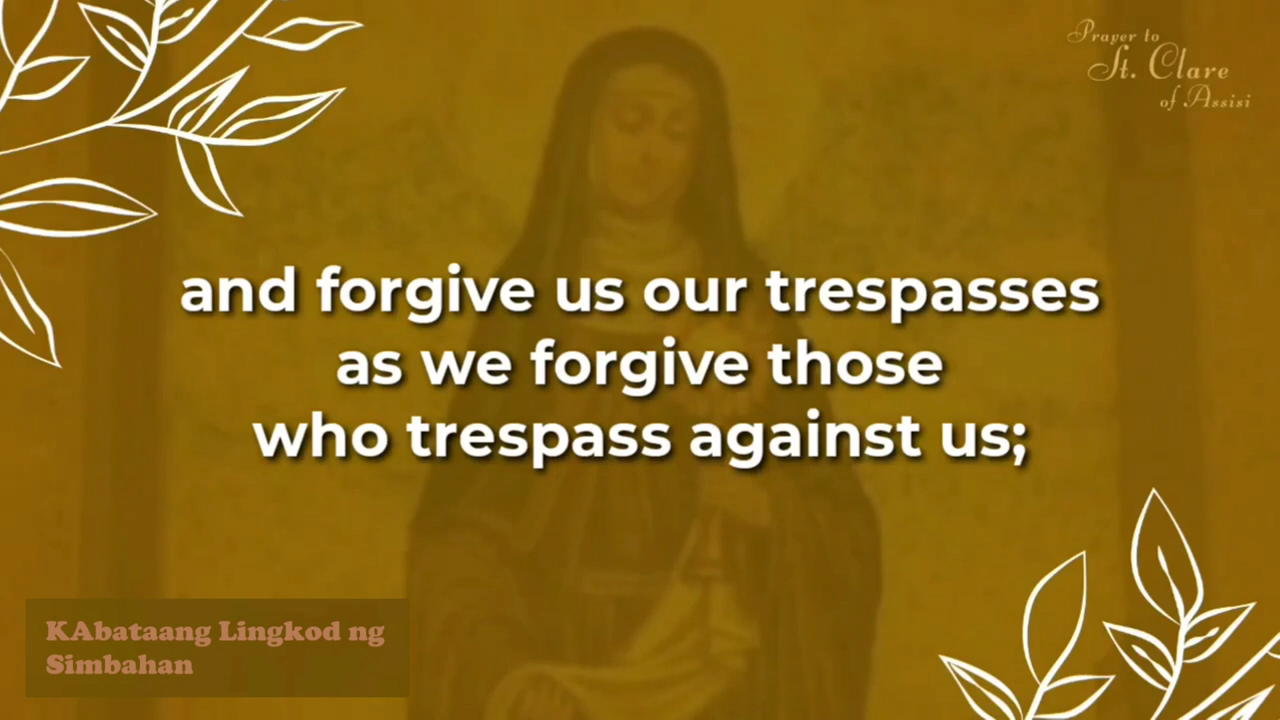 Prayer to
St. Clare
of Assisi
and forgive us our trespasses
as we forgive those
who trespass against us;
KAbataang Lingkod ng
Simbahan